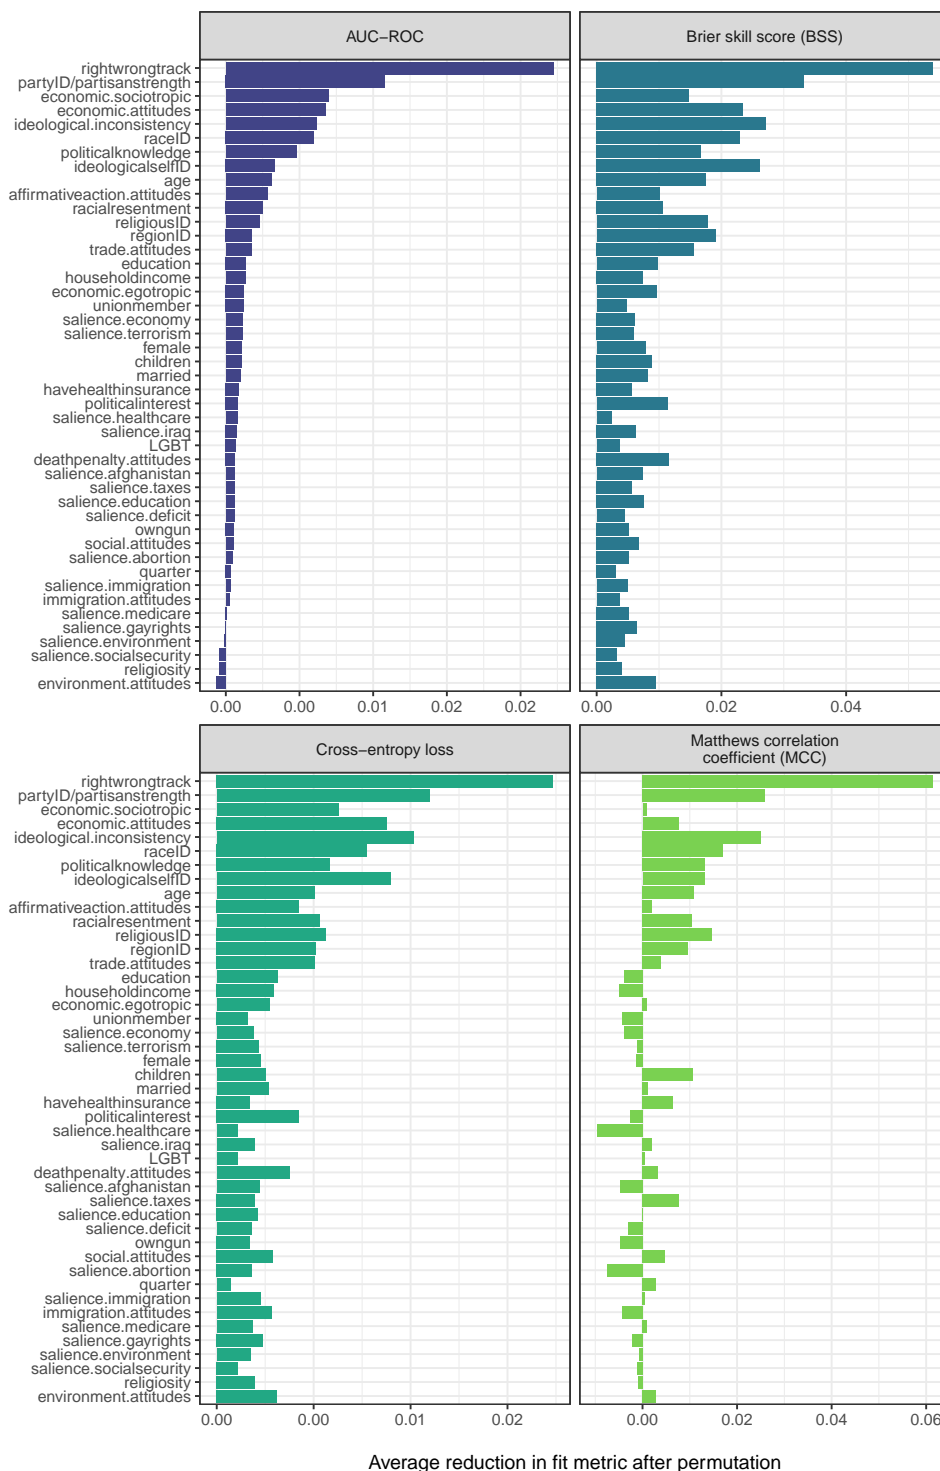 AUC−ROC
Brier skill score (BSS)
rightwrongtrack
partyID/partisanstrength
economic.sociotropic
economic.attitudes
ideological.inconsistency
raceID
politicalknowledge
ideologicalselfID
age
affirmativeaction.attitudes
racialresentment
religiousID
regionID
trade.attitudes
education
householdincome
economic.egotropic
unionmember
salience.economy
salience.terrorism
female
children
married
havehealthinsurance
politicalinterest
salience.healthcare
salience.iraq
LGBT
deathpenalty.attitudes
salience.afghanistan
salience.taxes
salience.education
salience.deficit
owngun
social.attitudes
salience.abortion
quarter
salience.immigration
immigration.attitudes
salience.medicare
salience.gayrights
salience.environment
salience.socialsecurity
religiosity
environment.attitudes
0.00 0.00 0.01 0.02 0.02
0.00 0.02 0.04
Cross−entropy loss
Matthews correlation
coefficient (MCC)
rightwrongtrack
partyID/partisanstrength
economic.sociotropic
economic.attitudes
ideological.inconsistency
raceID
politicalknowledge
ideologicalselfID
age
affirmativeaction.attitudes
racialresentment
religiousID
regionID
trade.attitudes
education
householdincome
economic.egotropic
unionmember
salience.economy
salience.terrorism
female
children
married
havehealthinsurance
politicalinterest
salience.healthcare
salience.iraq
LGBT
deathpenalty.attitudes
salience.afghanistan
salience.taxes
salience.education
salience.deficit
owngun
social.attitudes
salience.abortion
quarter
salience.immigration
immigration.attitudes
salience.medicare
salience.gayrights
salience.environment
salience.socialsecurity
religiosity
environment.attitudes
0.00 0.00 0.01 0.02
0.00 0.02 0.04 0.06
Average reduction in fit metric after permutation